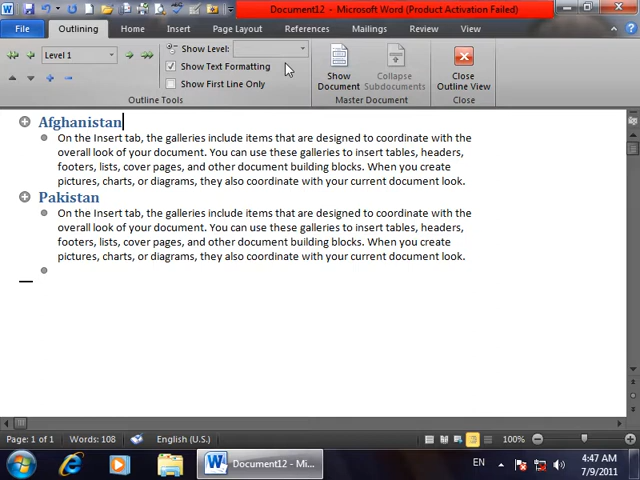 Document12 - Microsoft Word (Product Activation Failed)
File Outlining Home Insert Page Layout References Mailings Review View
Level 1
Show Level:
Show Text Formatting
Show First Line Only
Outline Tools
Show Document
Collapse Subdocuments
Master Document
Close Outline View
Close
Afghanistan
On the Insert tab, the galleries include items that are designed to coordinate with the
overall look of your document. You can use these galleries to insert tables, headers,
footers, lists, cover pages, and other document building blocks. When you create
pictures, charts, or diagrams, they also coordinate with your current document look.
Pakistan
On the Insert tab, the galleries include items that are designed to coordinate with the
overall look of your document. You can use these galleries to insert tables, headers,
footers, lists, cover pages, and other document building blocks. When you create
pictures, charts, or diagrams, they also coordinate with your current document look.
Page: 1 of 1 Words: 108 English (U.S.) 100%
Document12 - Mi...
EN
4:47 AM
7/9/2011